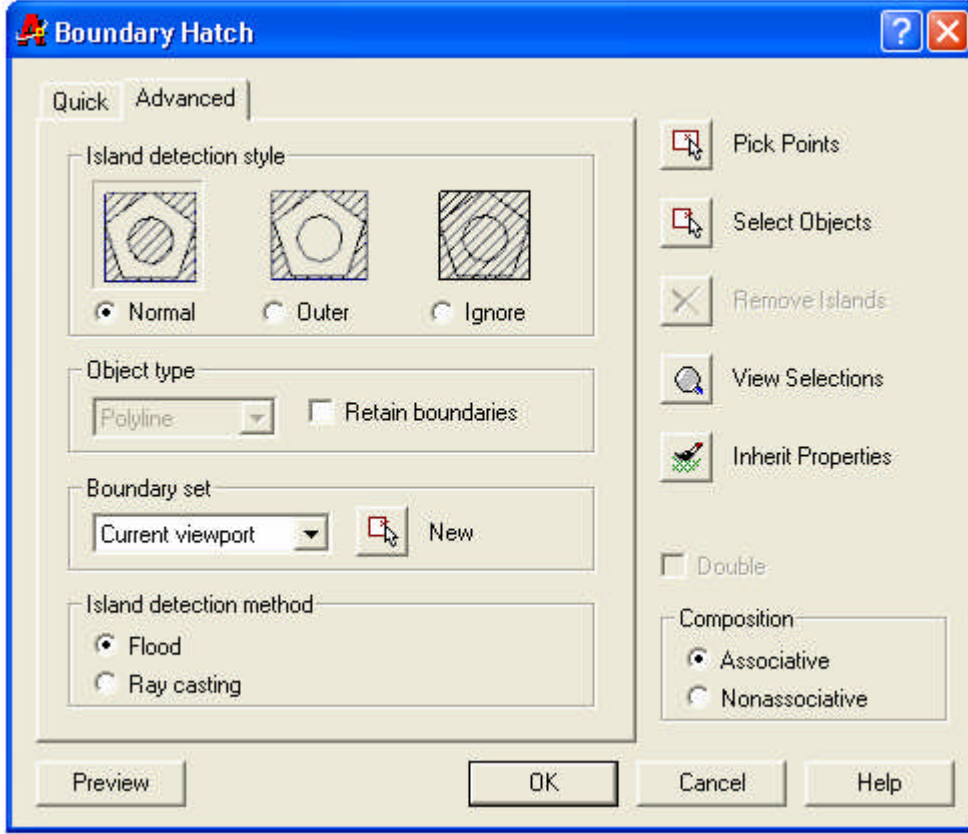 Boundary Hatch
Quick
Advanced
Island detection style
Normal
Outer
Ignore
Object type
Polyline
Retain boundaries
Boundary set
Current viewport
New
Island detection method
Flood
Ray casting
Pick Points
Select Objects
Remove Islands
View Selections
Inherit Properties
Double
Composition
Associative
Nonassociative
Preview
OK
Cancel
Help